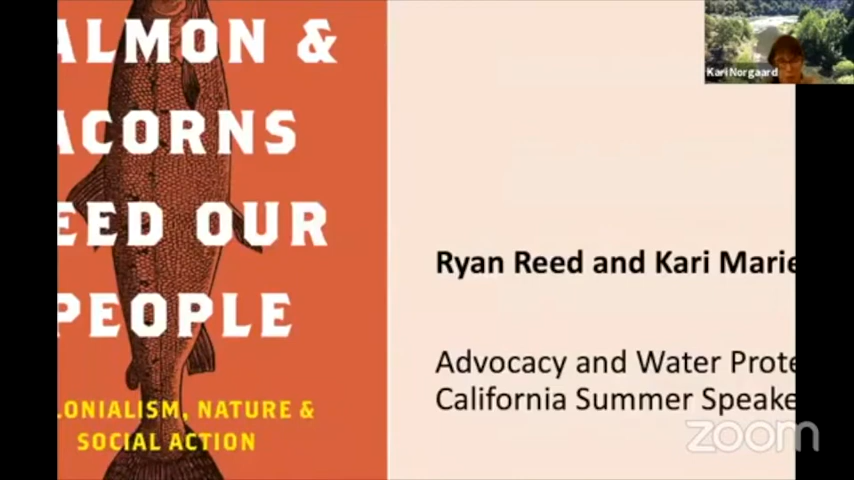 ALMON &
ACORNS
EED OUR
PEOPLE
LONIALISM, NATURE &
SOCIAL ACTION
Ryan Reed and Kari Marie
Advocacy and Water Prote
California Summer Speake
Kari Norgaard
zoom